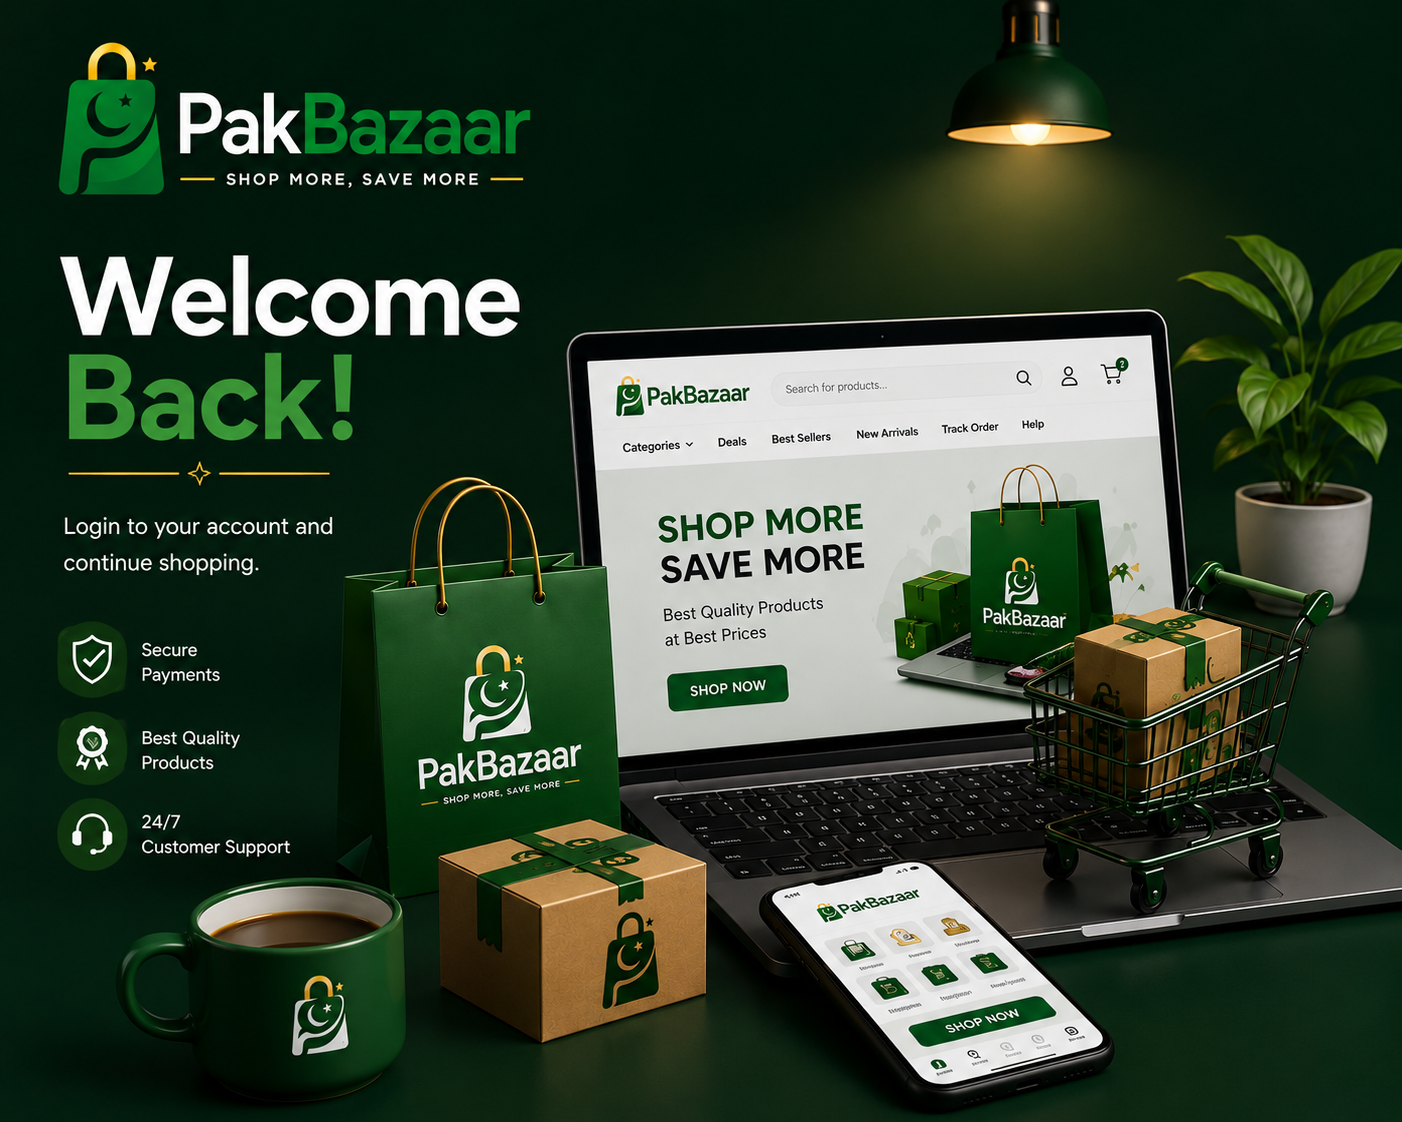 PakBazaar
SHOP MORE, SAVE MORE
Welcome
Back!
Login to your account and
continue shopping.
Secure
Payments
Best Quality
Products
24/7
Customer Support
PakBazaar
SHOP MORE, SAVE MORE
PakBazaar
Search for products...
2
Categories
Deals
Best Sellers
New Arrivals
Track Order
Help
SHOP MORE
SAVE MORE
Best Quality Products
at Best Prices
SHOP NOW
PakBazaar
PakBazaar
SHOP NOW